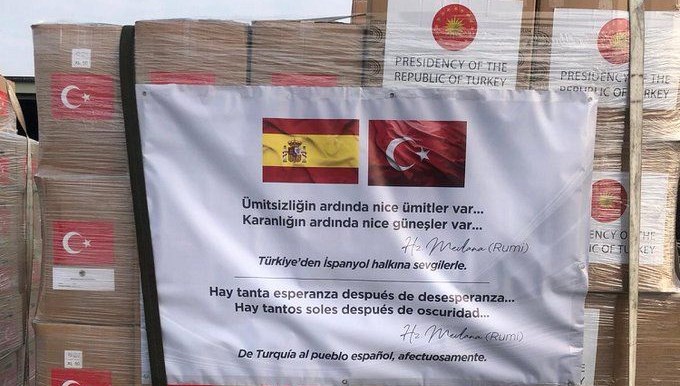 PRESIDENCY OF THE
REPUBLIC OF TURKEY
PRESIDENCY THE
REPUBLIC OF TURKEY
Ümitsizliğin ardında nice ümitler var...
Karanlığın ardında nice güneşler var...
Hz Mevlana (Rumi)
Türkiye'den İspanyol halkına sevgilerle.
Hay tanta esperanza después de desesperanza...
Hay tantos soles después de oscuridad...
Hz Mevlana (Rumi)
De Turquía al pueblo español, afectuosamente.